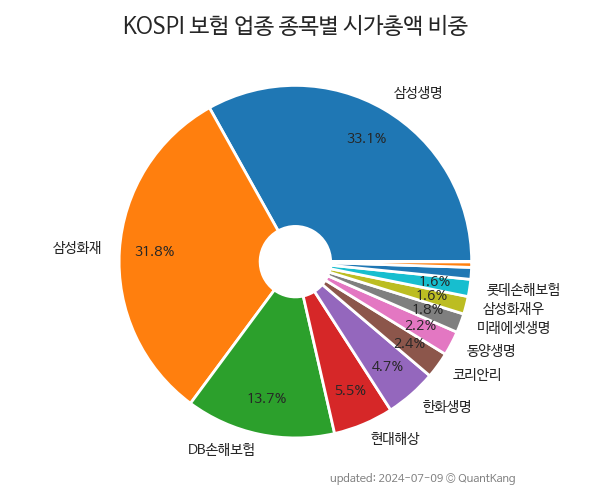 KOSPI 보험 업종 종목별 시가총액 비중
삼성생명
33.1%
삼성화재
31.8%
DB손해보험
13.7%
현대해상
5.5%
한화생명
4.7%
코리안리
2.4%
동양생명
2.2%
미래에셋생명
1.8%
삼성화재우
1.6%
롯데손해보험
1.6%
updated: 2024-07-09 © QuantKang